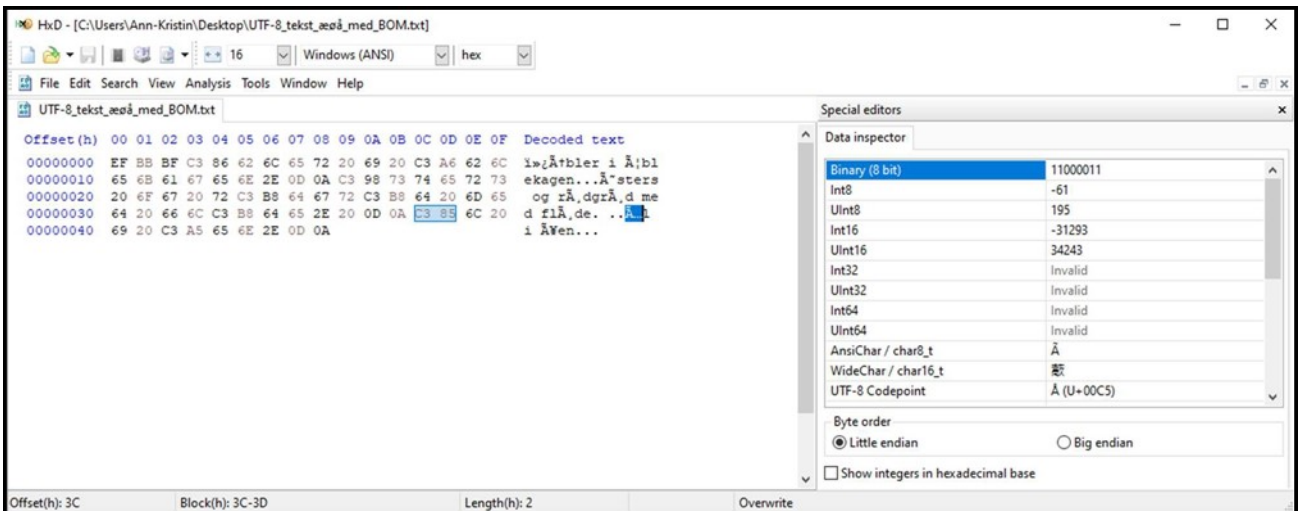 HxD - [C:\Users\Ann-Kristin\Desktop\UTF-8_tekst_æøå_med_BOM.txt]
16 Windows (ANSI) hex
File Edit Search View Analysis Tools Window Help
UTF-8_tekst_æøå_med_BOM.txt
Offset(h) 00 01 02 03 04 05 06 07 08 09 0A 0B 0C 0D 0E 0F Decoded text
00000000 EF BB BF C3 86 62 6C 65 72 20 69 20 C3 A6 62 6C ï»¿Ã†bler i Ã¦bl
00000010 65 6B 61 67 65 6E 2E 0D 0A C3 98 73 74 65 72 73 ekagen...Ã˜sters
00000020 20 6F 67 20 72 C3 B8 64 67 72 C3 B8 64 20 6D 65 og rÃ¸dgrÃ¸d me
00000030 64 20 66 6C C3 B8 64 65 2E 20 0D 0A C3 85 6C 20 d flÃ¸de. ..Ã…l
00000040 69 20 C3 A5 65 6E 2E 0D 0A i Ã¥en...
Special editors
Data inspector
Binary (8 bit) 11000011
Int8 -61
UInt8 195
Int16 -31293
UInt16 34243
Int32 Invalid
UInt32 Invalid
Int64 Invalid
UInt64 Invalid
AnsiChar / char8_t Ã
WideChar / char16_t
UTF-8 Codepoint Å (U+00C5)
Byte order
Little endian Big endian
Show integers in hexadecimal base
Offset(h): 3C Block(h): 3C-3D Length(h): 2 Overwrite